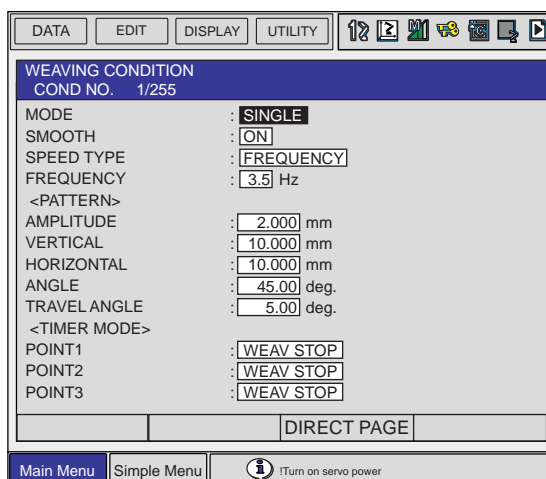 DATA EDIT DISPLAY UTILITY
WEAVING CONDITION
COND NO. 1/255
MODE : SINGLE
SMOOTH : ON
SPEED TYPE : FREQUENCY
FREQUENCY : 3.5 Hz
<PATTERN>
AMPLITUDE : 2.000 mm
VERTICAL : 10.000 mm
HORIZONTAL : 10.000 mm
ANGLE : 45.00 deg.
TRAVEL ANGLE : 5.00 deg.
<TIMER MODE>
POINT1 : WEAV STOP
POINT2 : WEAV STOP
POINT3 : WEAV STOP
DIRECT PAGE
Main Menu Simple Menu !Turn on servo power